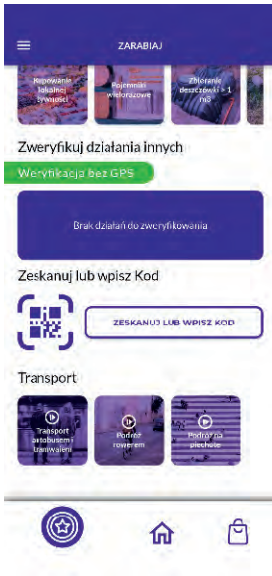 ZARABIAJ
Kupowanie
lokalnej
żywności
Pojemniki
wielorazowe
Zbieranie
deszczówki > 1
m3
Zweryfikuj działania innych
Weryfikacja bez GPS
Brak działań do zweryfikowania
Zeskanuj lub wpisz Kod
ZESKANUJ LUB WPISZ KOD
Transport
Transport
autobusem i
tramwajem
Podróż
rowerem
Podróż na
piechotę